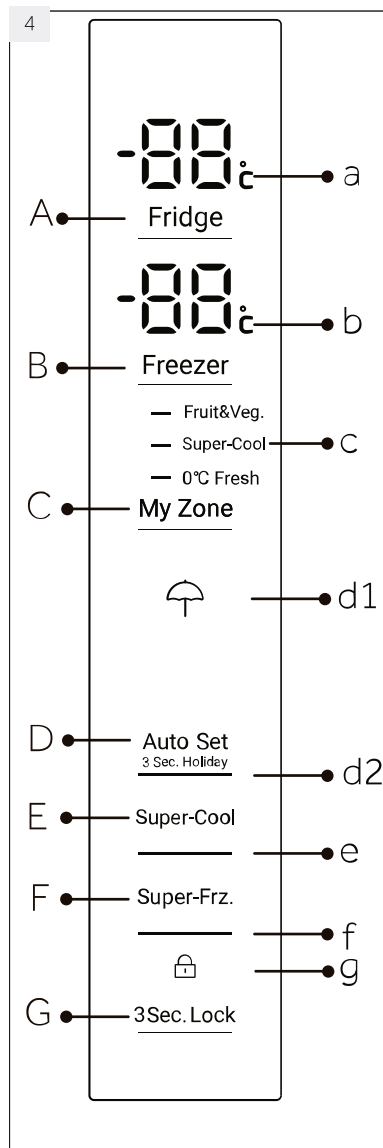 4
-88°c
a
A
Fridge
-88°c
b
B
Freezer
Fruit&Veg.
Super-Cool
c
0°C Fresh
C
My Zone
d1
D
Auto Set
3 Sec. Holiday
d2
E
Super-Cool
e
F
Super-Frz.
f
g
G
3Sec.Lock